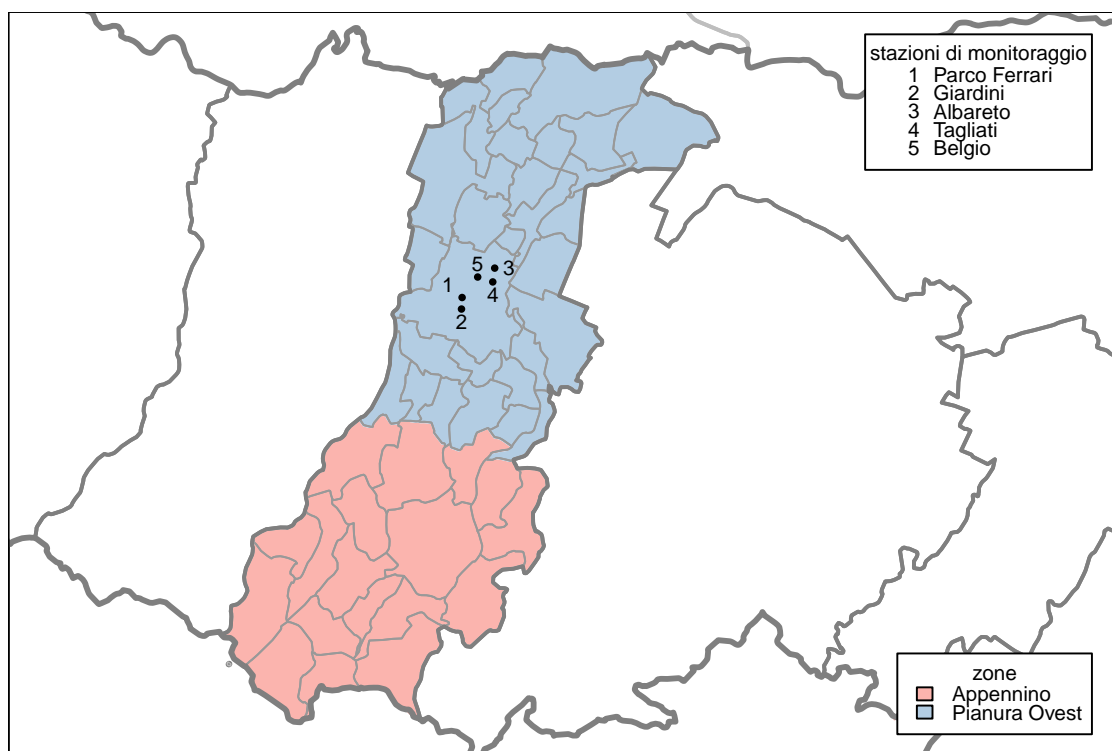 stazioni di monitoraggio
1 Parco Ferrari
2 Giardini
3 Albareto
4 Tagliati
5 Belgio
5
3
1
4
2
zone
Appennino
Pianura Ovest